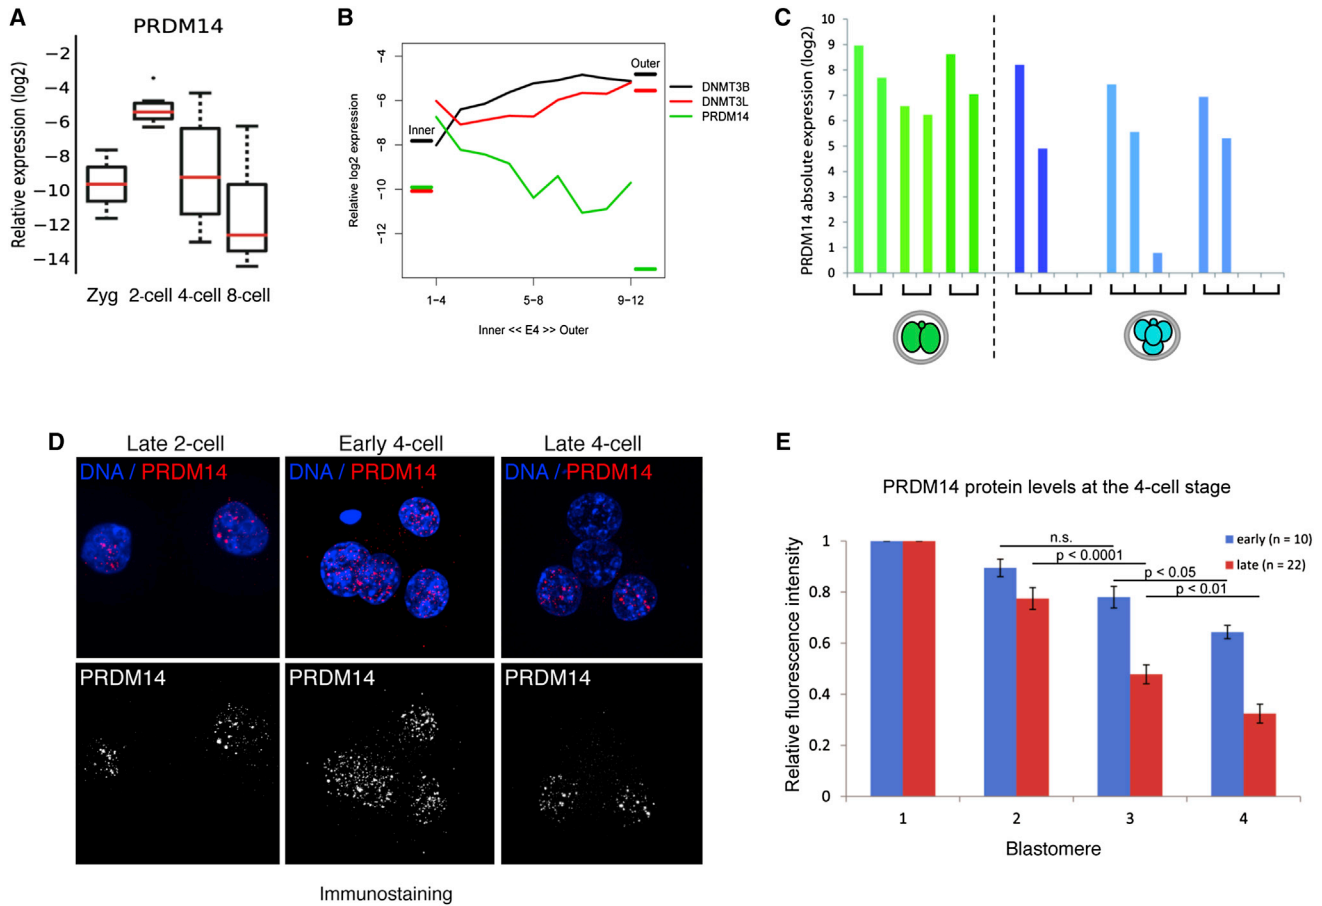 A
PRDM14
Relative expression (log2)
−2
−4
−6
−8
−10
−12
−14
Zyg 2-cell 4-cell 8-cell
B
Relative log2 expression
−4
−6
−8
−10
−12
Inner
Outer
DNMT3B
DNMT3L
PRDM14
1−4 5−8 9−12
Inner << E4 >> Outer
C
PRDM14 absolute expression (log2)
10
9
8
7
6
5
4
3
2
1
0
D
Late 2-cell Early 4-cell Late 4-cell
DNA / PRDM14 DNA / PRDM14 DNA / PRDM14
PRDM14 PRDM14 PRDM14
Immunostaining
E
PRDM14 protein levels at the 4-cell stage
Relative fluorescence intensity
1
0.8
0.6
0.4
0.2
0
n.s.
p < 0.0001
p < 0.05
p < 0.01
early (n = 10)
late (n = 22)
1 2 3 4
Blastomere